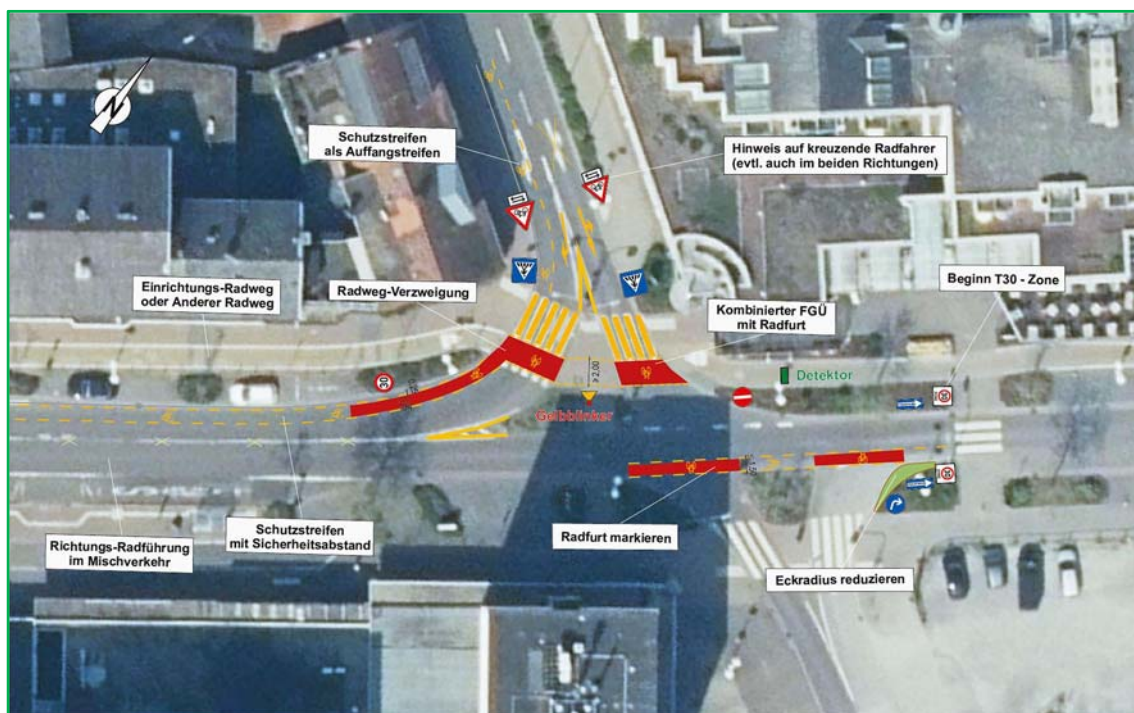 N
Schutzstreifen
als Auffangstreifen
Hinweis auf kreuzende Radfahrer
(evtl. auch im beiden Richtungen)
Einrichtungs-Radweg
oder Anderer Radweg
Radweg-Verzweigung
Beginn T30 - Zone
Kombinierter FGÜ
mit Radfurt
≥ 2,00
30
Detektor
Gelbblinker
Richtungs-Radführung
im Mischverkehr
Schutzstreifen
mit Sicherheitsabstand
Radfurt markieren
Eckradius reduzieren